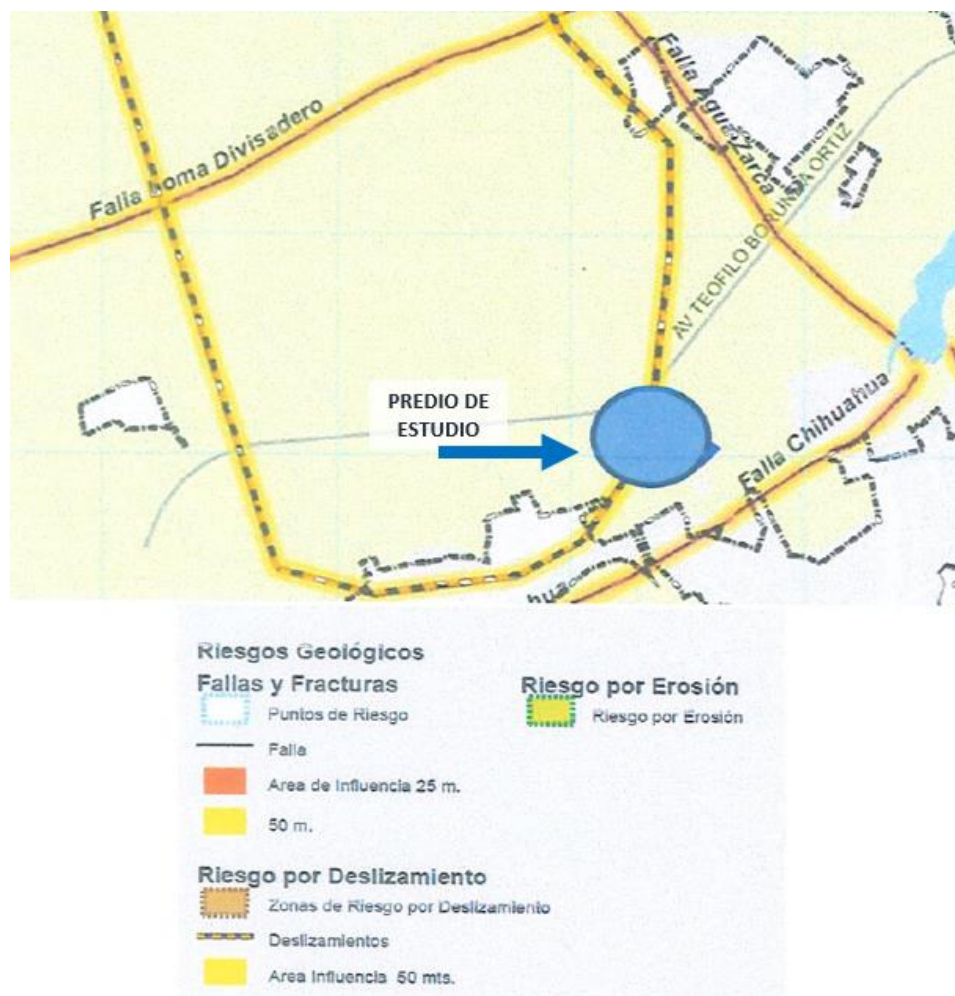 Falla Loma Divisadero
Falla Agua Zarca
AV TEOFILO BORUNDA ORTIZ
PREDIO DE
ESTUDIO
Falla Chihuahua
hua
Riesgos Geológicos
Fallas y Fracturas
Puntos de Riesgo
Falla
Area de Influencia 25 m.
50 m.
Riesgo por Deslizamiento
Zonas de Riesgo por Deslizamiento
Deslizamientos
Area Influencia 50 mts.
Riesgo por Erosión
Riesgo por Erosión